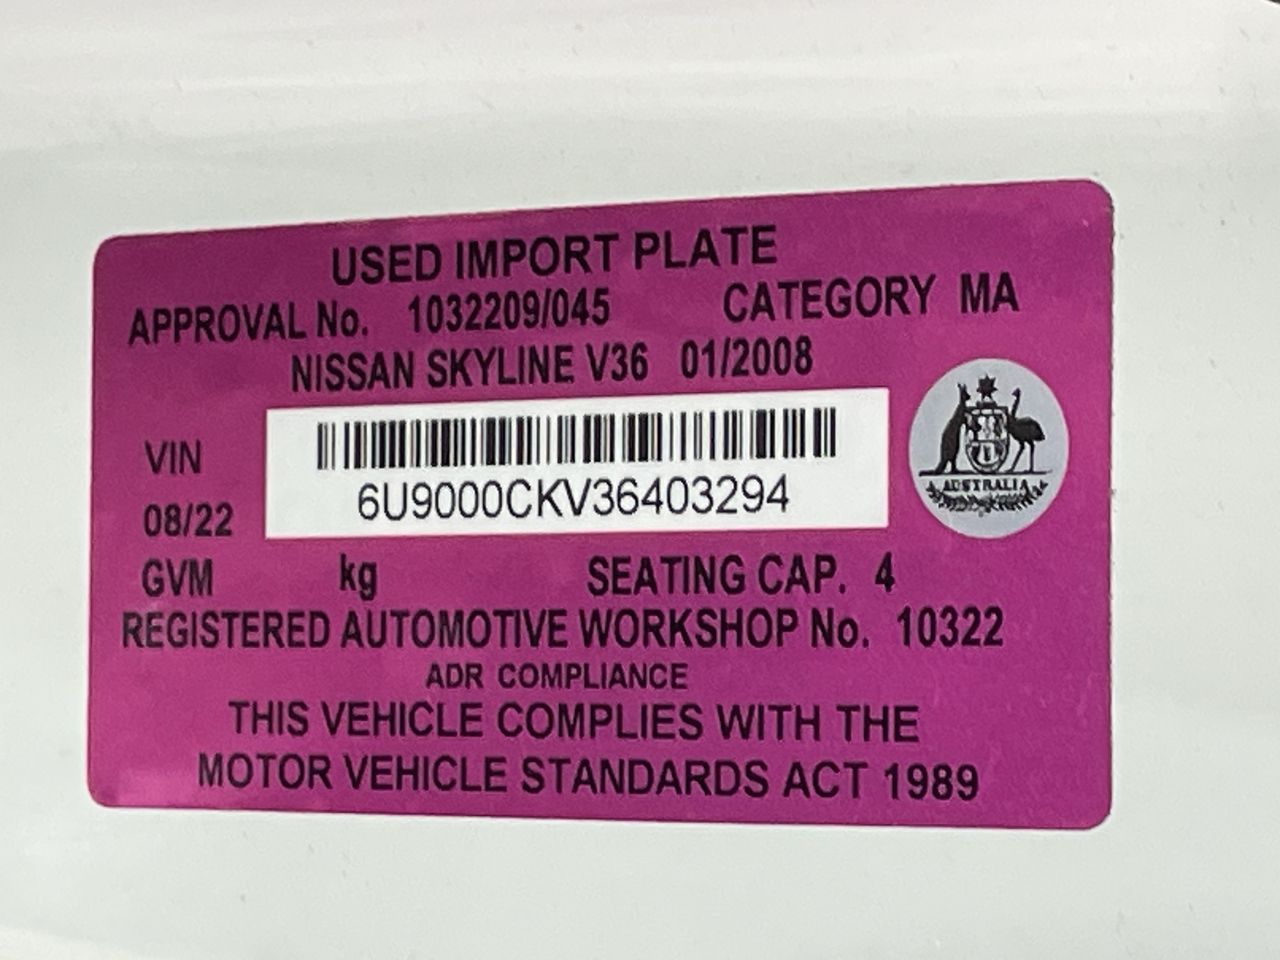 USED IMPORT PLATE
APPROVAL No. 1032209/045 CATEGORY MA
NISSAN SKYLINE V36 01/2008
VIN
6U9000CKV36403294
08/22
AUSTRALIA
GVM kg SEATING CAP. 4
REGISTERED AUTOMOTIVE WORKSHOP No. 10322
ADR COMPLIANCE
THIS VEHICLE COMPLIES WITH THE
MOTOR VEHICLE STANDARDS ACT 1989